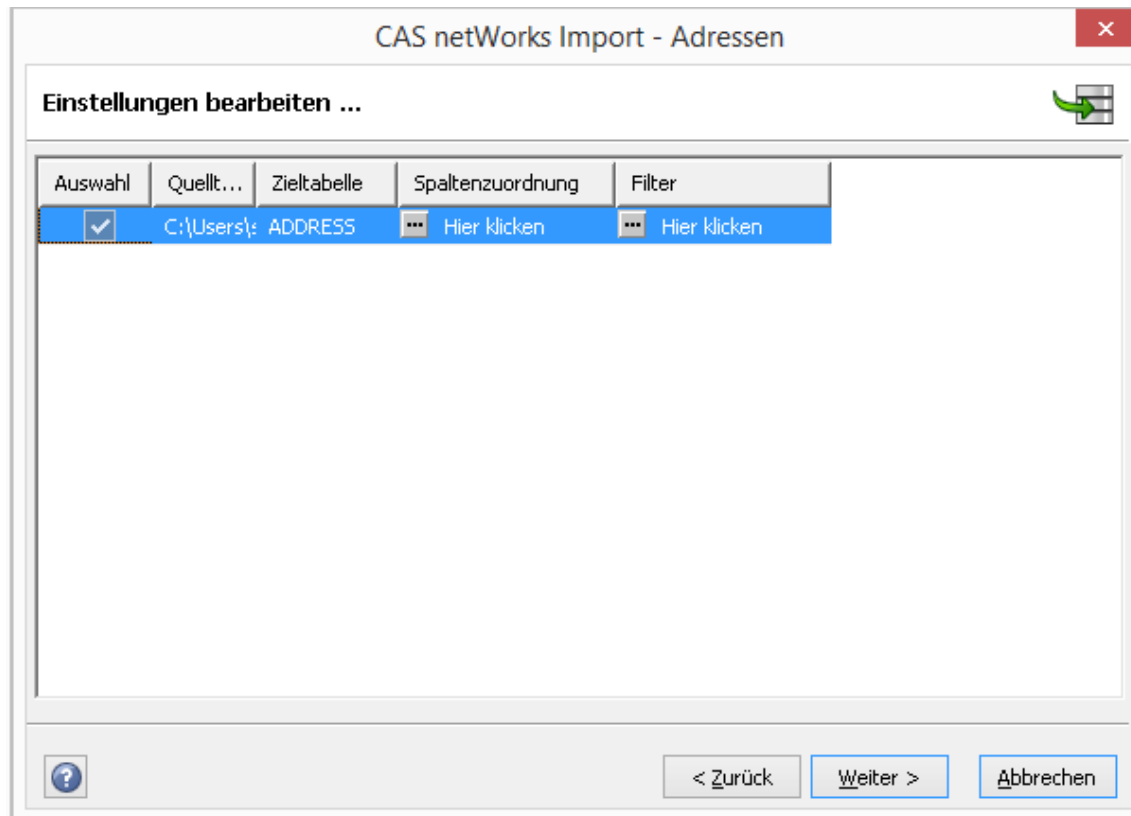 CAS netWorks Import - Adressen
Einstellungen bearbeiten ...
Auswahl Quellt... Zieltabelle Spaltenzuordnung Filter
C:\Users\s ADDRESS ... Hier klicken ... Hier klicken
? < Zurück Weiter > Abbrechen